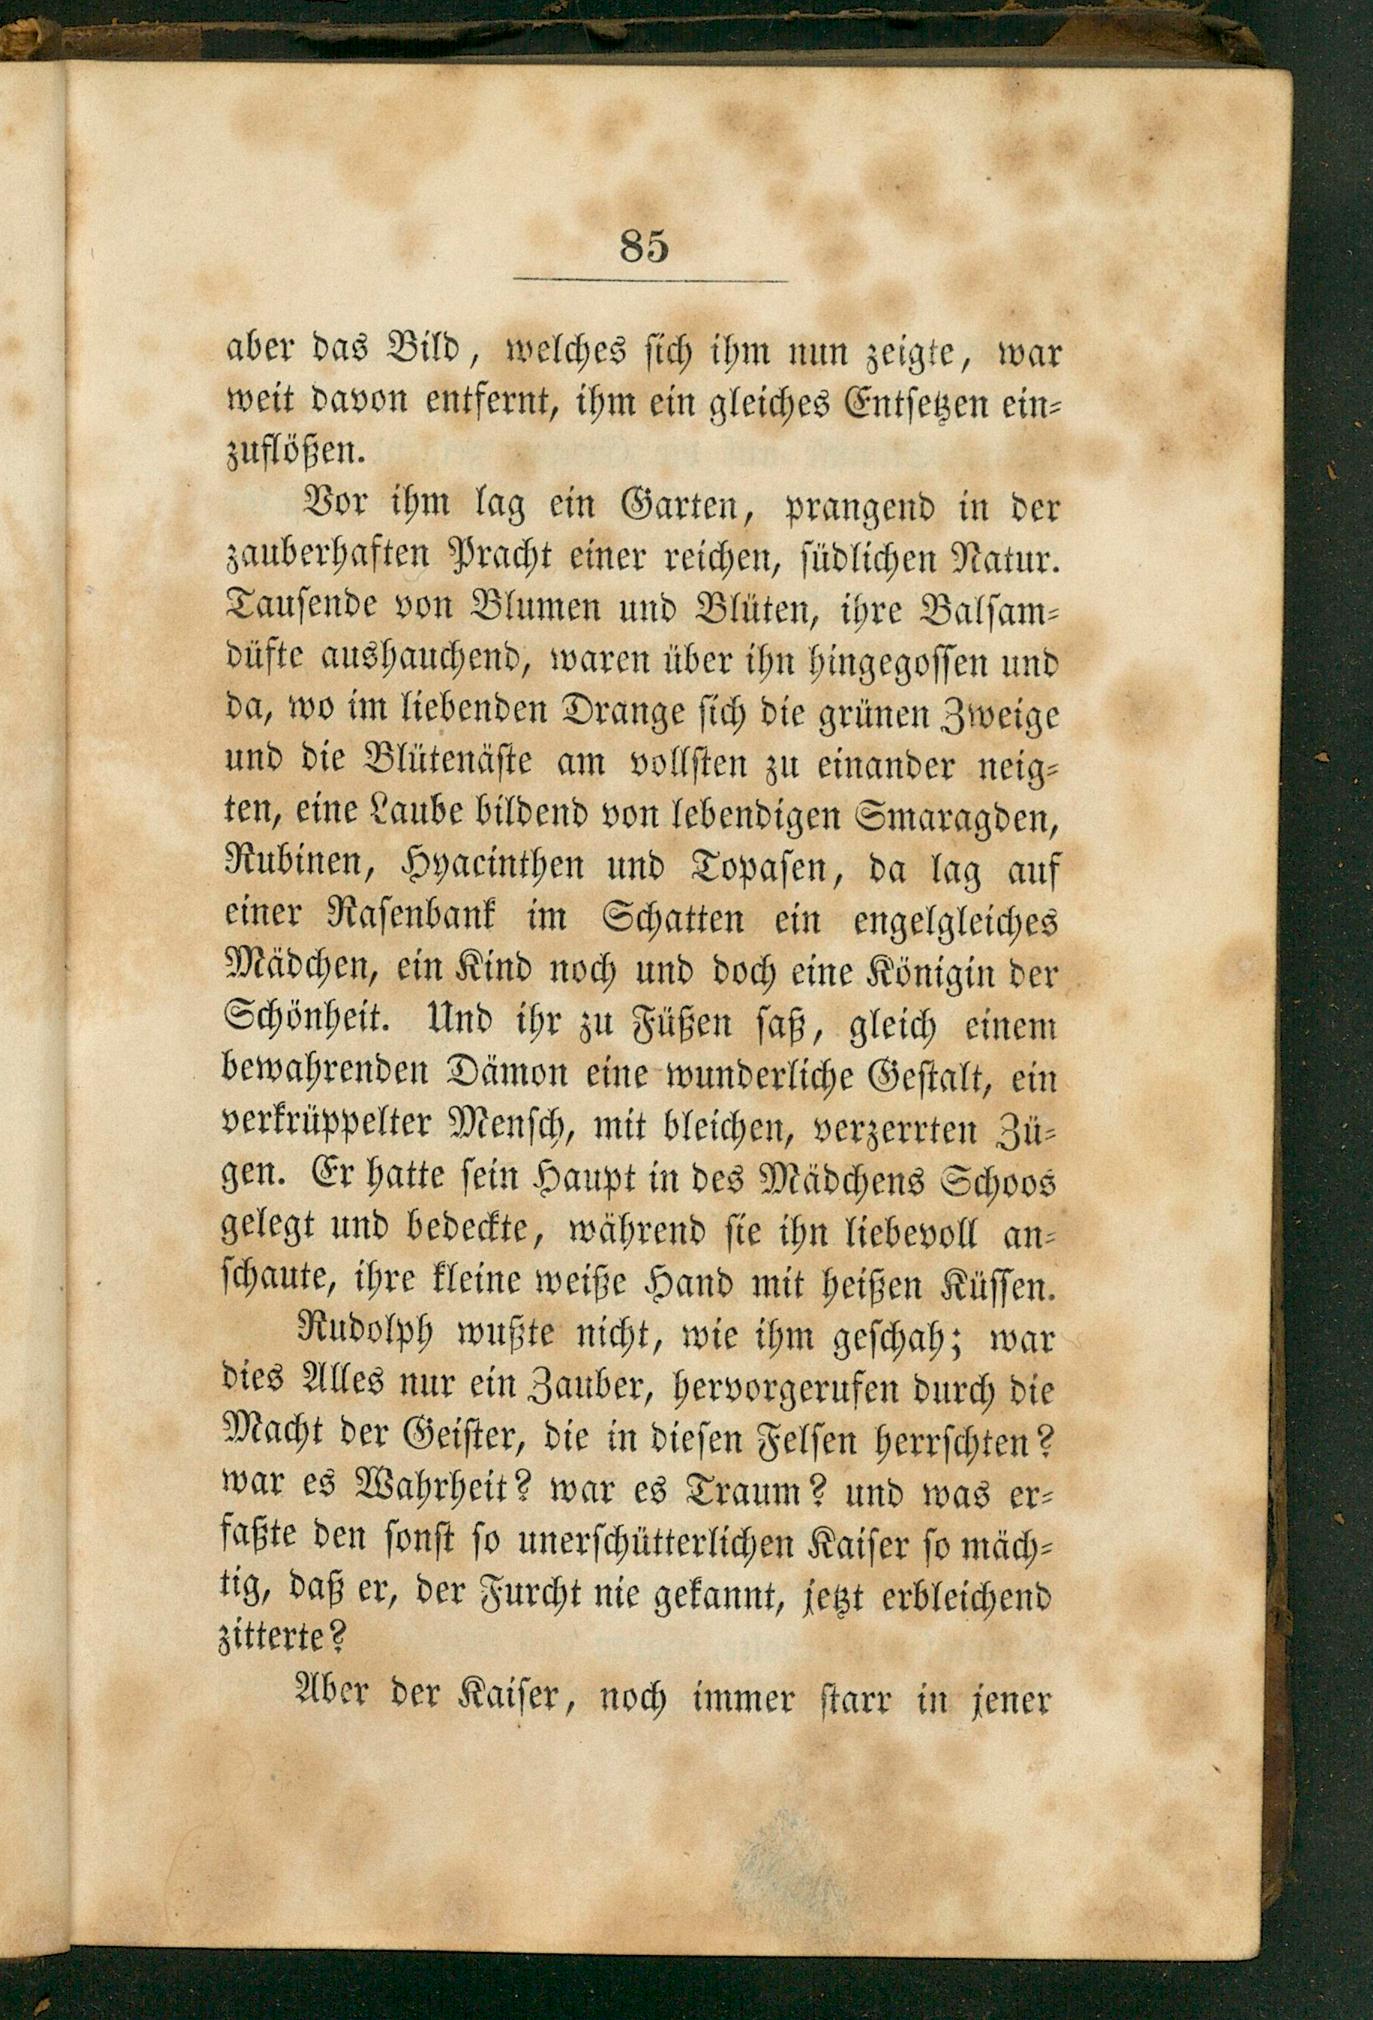 85
aber das Bild, welches sich ihm nun zeigte, war
weit davon entfernt, ihm ein gleiches Entsetzen ein-
zuflößen.
Vor ihm lag ein Garten, prangend in der
zauberhaften Pracht einer reichen, südlichen Natur.
Tausende von Blumen und Blüten, ihre Balsam-
düfte aushauchend, waren über ihn hingegossen und
da, wo im liebenden Drange sich die grünen Zweige
und die Blütenäste am vollsten zu einander neig-
ten, eine Laube bildend von lebendigen Smaragden,
Rubinen, Hyacinthen und Topasen, da lag auf
einer Rasenbank im Schatten ein engelgleiches
Mädchen, ein Kind noch und doch eine Königin der
Schönheit. Und ihr zu Füßen saß, gleich einem
bewahrenden Dämon eine wunderliche Gestalt, ein
verkrüppelter Mensch, mit bleichen, verzerrten Zü-
gen. Er hatte sein Haupt in des Mädchens Schoos
gelegt und bedeckte, während sie ihn liebevoll an-
schaute, ihre kleine weiße Hand mit heißen Küssen.
Rudolph wußte nicht, wie ihm geschah; war
dies Alles nur ein Zauber, hervorgerufen durch die
Macht der Geister, die in diesen Felsen herrschten?
war es Wahrheit? war es Traum? und was er-
faßte den sonst so unerschütterlichen Kaiser so mäch-
tig, daß er, der Furcht nie gekannt, jetzt erbleichend
zitterte?
Aber der Kaiser, noch immer starr in jener